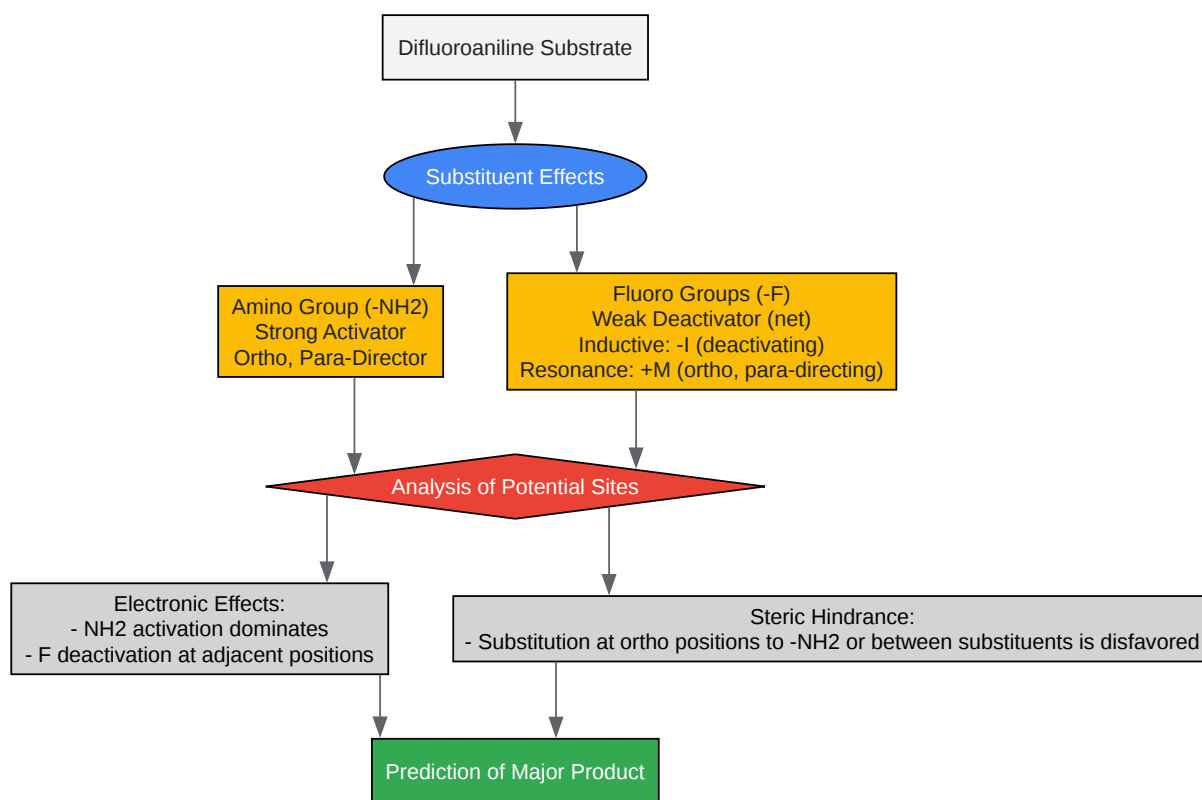 Difluoroaniline Substrate
Substituent Effects
Amino Group (-NH2)
Strong Activator
Ortho, Para-Director
Fluoro Groups (-F)
Weak Deactivator (net)
Inductive: -I (deactivating)
Resonance: +M (ortho, para-directing)
Analysis of Potential Sites
Electronic Effects:
- NH2 activation dominates
- F deactivation at adjacent positions
Steric Hindrance:
- Substitution at ortho positions to -NH2 or between substituents is disfavored
Prediction of Major Product